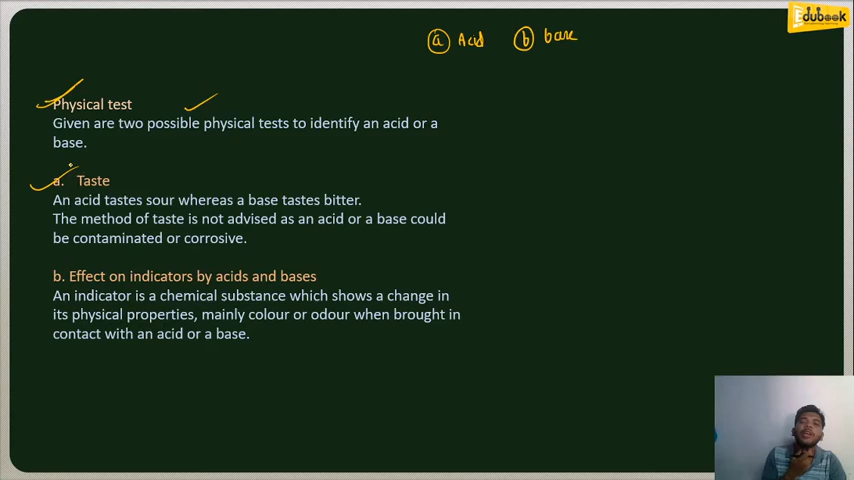 Edubook
a Acid b base
Physical test
Given are two possible physical tests to identify an acid or a
base.
a. Taste
An acid tastes sour whereas a base tastes bitter.
The method of taste is not advised as an acid or a base could
be contaminated or corrosive.
b. Effect on indicators by acids and bases
An indicator is a chemical substance which shows a change in
its physical properties, mainly colour or odour when brought in
contact with an acid or a base.